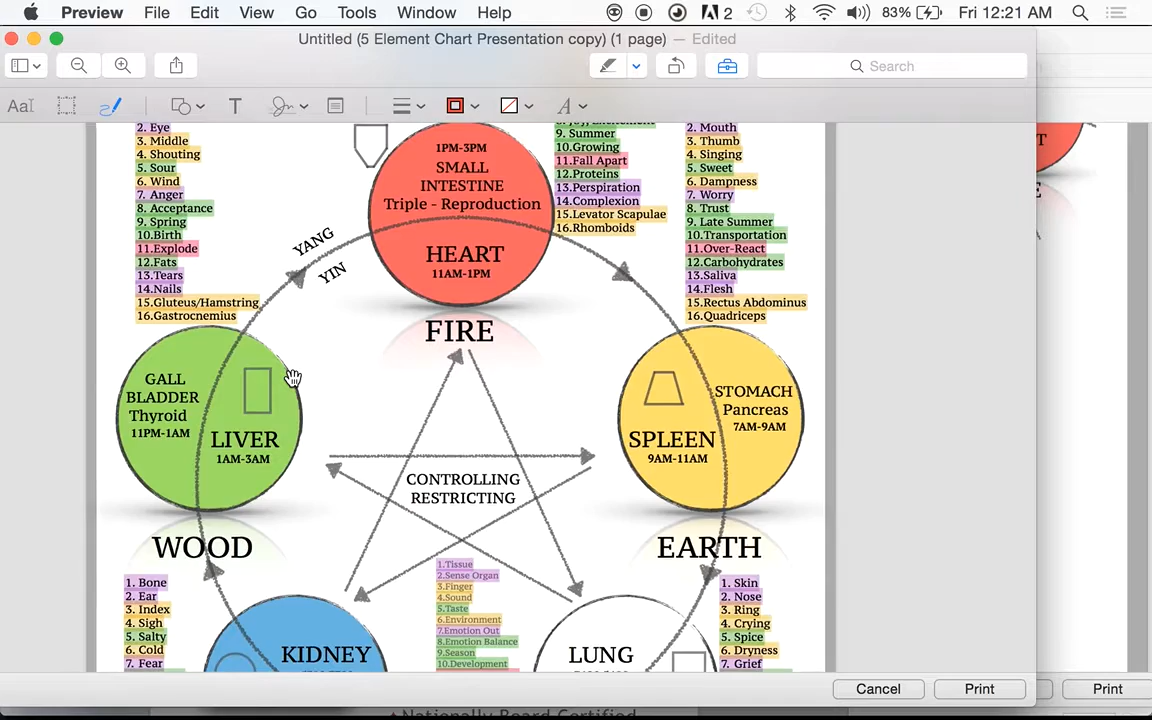 Preview File Edit View Go Tools Window Help 2 83% Fri 12:21 AM
Untitled (5 Element Chart Presentation copy) (1 page) — Edited
Search
AaI T A
2. Eye
3. Middle
4. Shouting
5. Sour
6. Wind
7. Anger
8. Acceptance
9. Spring
10.Birth
11.Explode
12.Fats
13.Tears
14.Nails
15.Gluteus/Hamstring
16.Gastrocnemius
1PM-3PM
SMALL
INTESTINE
Triple - Reproduction
HEART
11AM-1PM
FIRE
YANG
YIN
9. Summer
10.Growing
11.Fall Apart
12.Proteins
13.Perspiration
14.Complexion
15.Levator Scapulae
16.Rhomboids
2. Mouth
3. Thumb
4. Singing
5. Sweet
6. Dampness
7. Worry
8. Trust
9. Late Summer
10.Transportation
11.Over-React
12.Carbohydrates
13.Saliva
14.Flesh
15.Rectus Abdominus
16.Quadriceps
GALL
BLADDER
Thyroid
11PM-1AM
LIVER
1AM-3AM
WOOD
STOMACH
Pancreas
7AM-9AM
SPLEEN
9AM-11AM
EARTH
CONTROLLING
RESTRICTING
1. Bone
2. Ear
3. Index
4. Sigh
5. Salty
6. Cold
7. Fear
KIDNEY
1.Tissue
2.Sense Organ
3.Finger
4.Sound
5.Taste
6.Environment
7.Emotion Out
8.Emotion Balance
9.Season
10.Development
LUNG
1. Skin
2. Nose
3. Ring
4. Crying
5. Spice
6. Dryness
7. Grief
Cancel Print Print
Nationally Board Certified